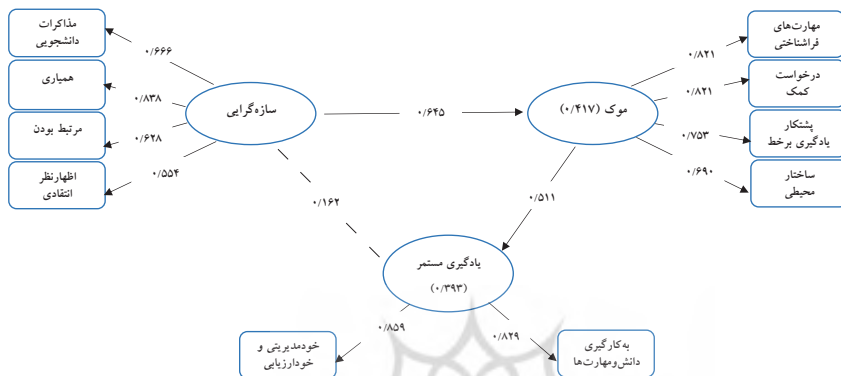 مذاکرات
دانشجویی
همیاری
مرتبط بودن
اظهارنظر
انتقادی
۰/۶۶۶
۰/۸۳۸
۰/۶۲۸
۰/۵۵۴
سازه‌گرایی
۰/۶۴۵
موک (۰/۴۱۷)
۰/۸۲۱
۰/۸۲۱
۰/۷۵۳
۰/۶۹۰
مهارت‌های
فراشناختی
درخواست
کمک
پشتکار
یادگیری برخط
ساختار
محیطی
۰/۱۶۲
۰/۵۱۱
یادگیری مستمر
(۰/۳۹۳)
۰/۸۵۹
۰/۸۲۹
خودمدیریتی و
خودارزیابی
به‌کارگیری
دانش‌ومهارت‌ها